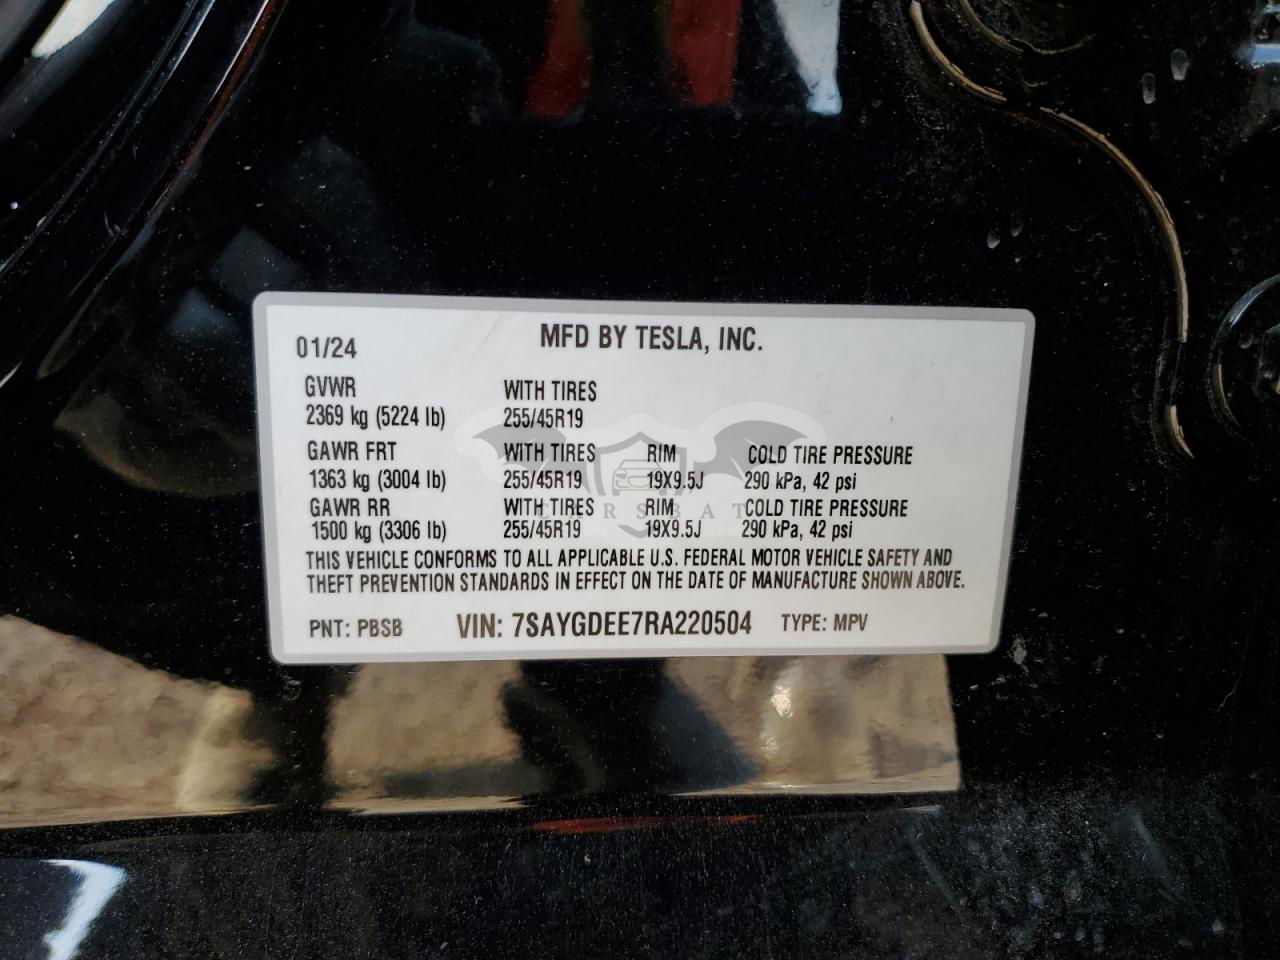 MFD BY TESLA, INC.
01/24
GVWR WITH TIRES
2369 kg (5224 lb) 255/45R19
GAWR FRT WITH TIRES RIM COLD TIRE PRESSURE
1363 kg (3004 lb) 255/45R19 19X9.5J 290 kPa, 42 psi
GAWR RR WITH TIRES RIM COLD TIRE PRESSURE
1500 kg (3306 lb) 255/45R19 19X9.5J 290 kPa, 42 psi
CARSBAT
THIS VEHICLE CONFORMS TO ALL APPLICABLE U.S. FEDERAL MOTOR VEHICLE SAFETY AND
THEFT PREVENTION STANDARDS IN EFFECT ON THE DATE OF MANUFACTURE SHOWN ABOVE.
PNT: PBSB VIN: 7SAYGDEE7RA220504 TYPE: MPV